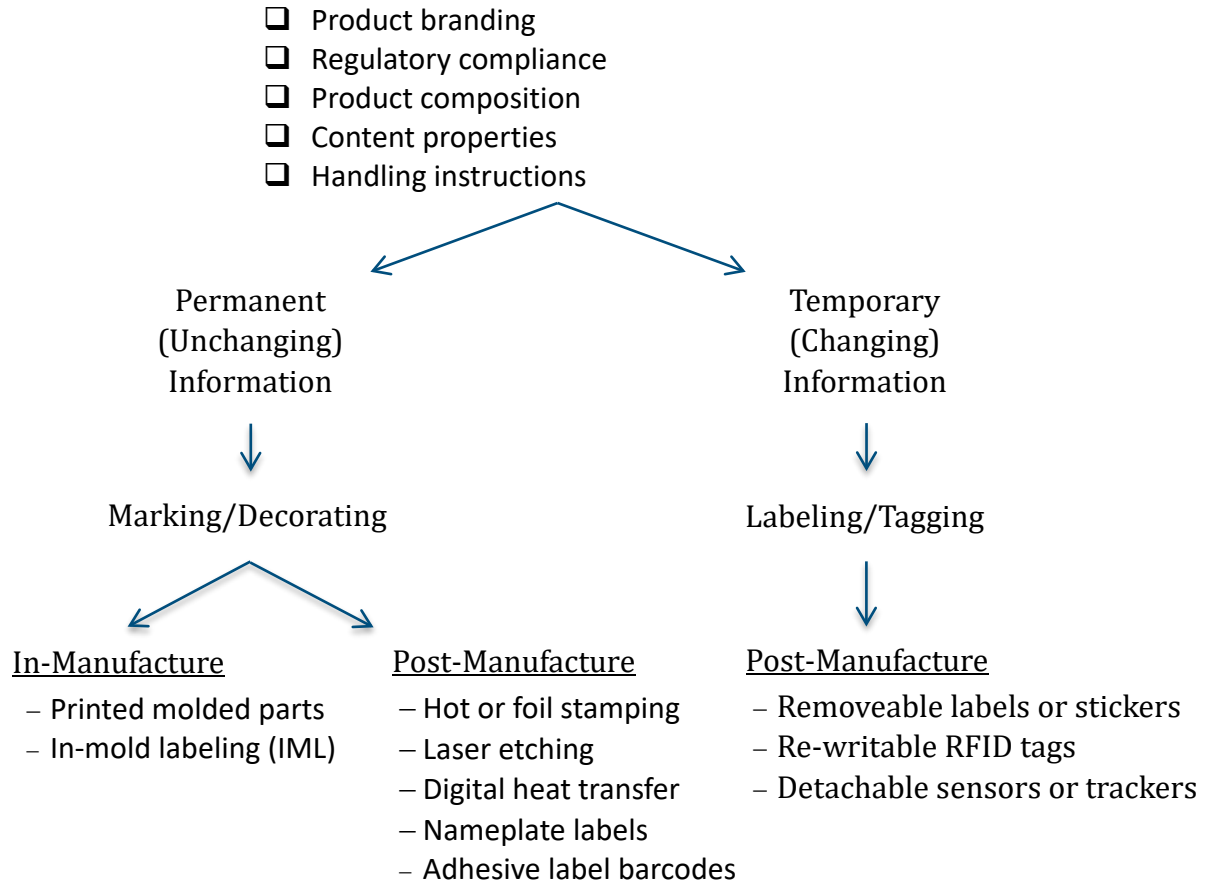 ❑ Product branding
❑ Regulatory compliance
❑ Product composition
❑ Content properties
❑ Handling instructions
Permanent
(Unchanging)
Information
Temporary
(Changing)
Information
Marking/Decorating
Labeling/Tagging
In-Manufacture
– Printed molded parts
– In-mold labeling (IML)
Post-Manufacture
– Hot or foil stamping
– Laser etching
– Digital heat transfer
– Nameplate labels
– Adhesive label barcodes
Post-Manufacture
– Removeable labels or stickers
– Re-writable RFID tags
– Detachable sensors or trackers